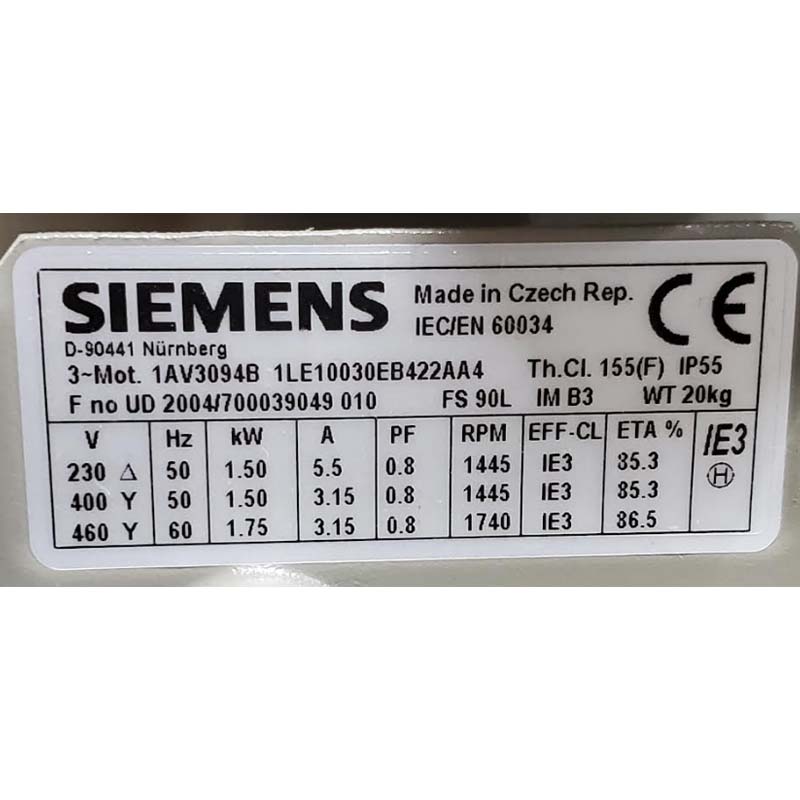 SIEMENS Made in Czech Rep. CE
IEC/EN 60034
D-90441 Nürnberg
3~Mot. 1AV3094B 1LE10030EB422AA4 Th.Cl. 155(F) IP55
F no UD 2004/700039049 010 FS 90L IM B3 WT 20kg
V Hz kW A PF RPM EFF-CL ETA % IE3
230 Δ 50 1.50 5.5 0.8 1445 IE3 85.3 H
400 Y 50 1.50 3.15 0.8 1445 IE3 85.3
460 Y 60 1.75 3.15 0.8 1740 IE3 86.5